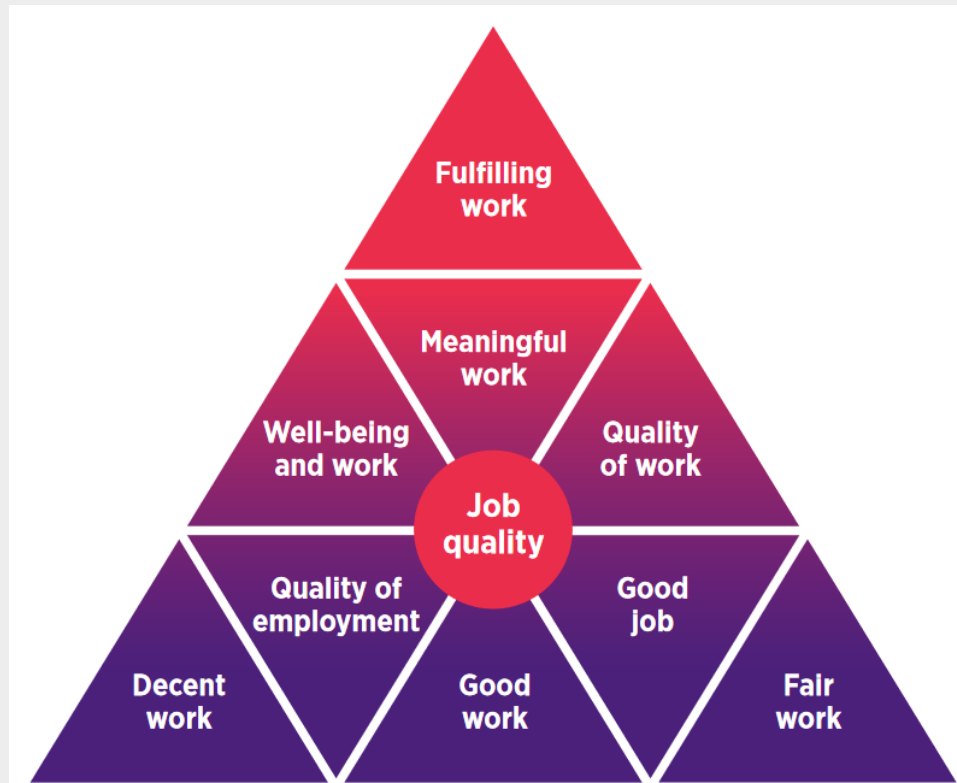 Fulfilling
work
Meaningful
work
Well-being
and work
Quality
of work
Job
quality
Quality of
employment
Good
job
Decent
work
Good
work
Fair
work